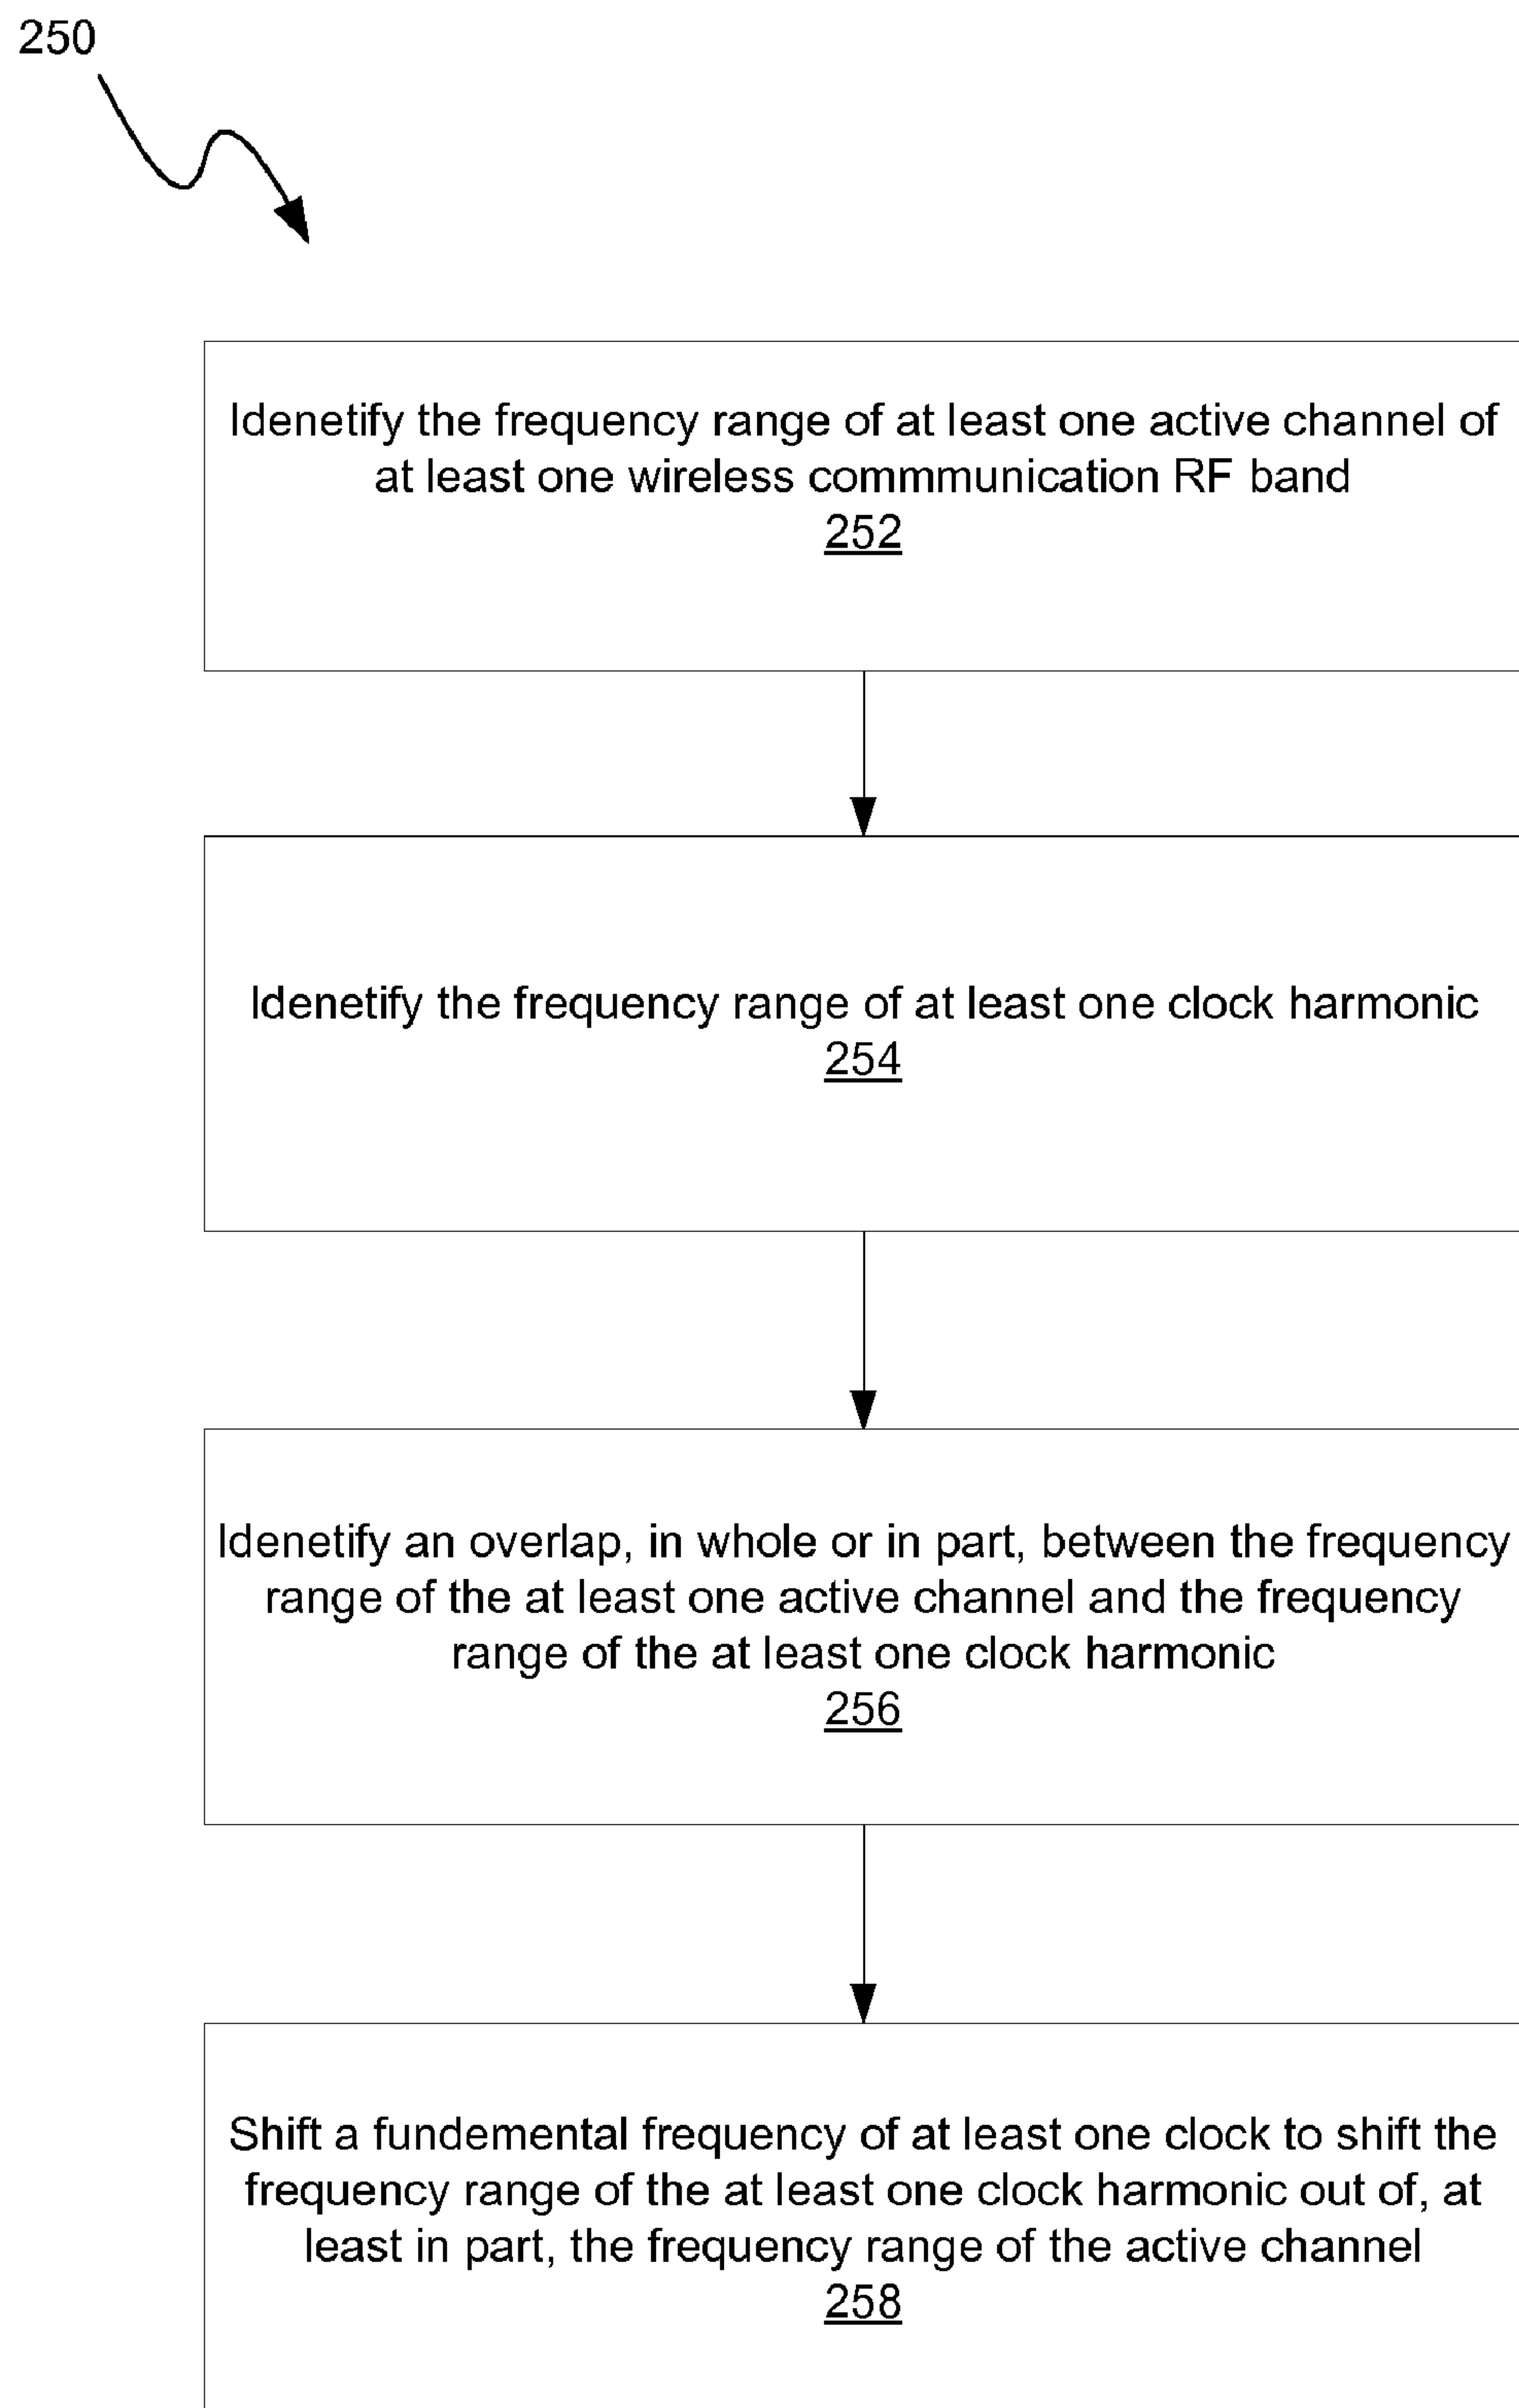 250
Idenetify the frequency range of at least one active channel of
at least one wireless commmunication RF band
252
Idenetify the frequency range of at least one clock harmonic
254
Idenetify an overlap, in whole or in part, between the frequency
range of the at least one active channel and the frequency
range of the at least one clock harmonic
256
Shift a fundemental frequency of at least one clock to shift the
frequency range of the at least one clock harmonic out of, at
least in part, the frequency range of the active channel
258